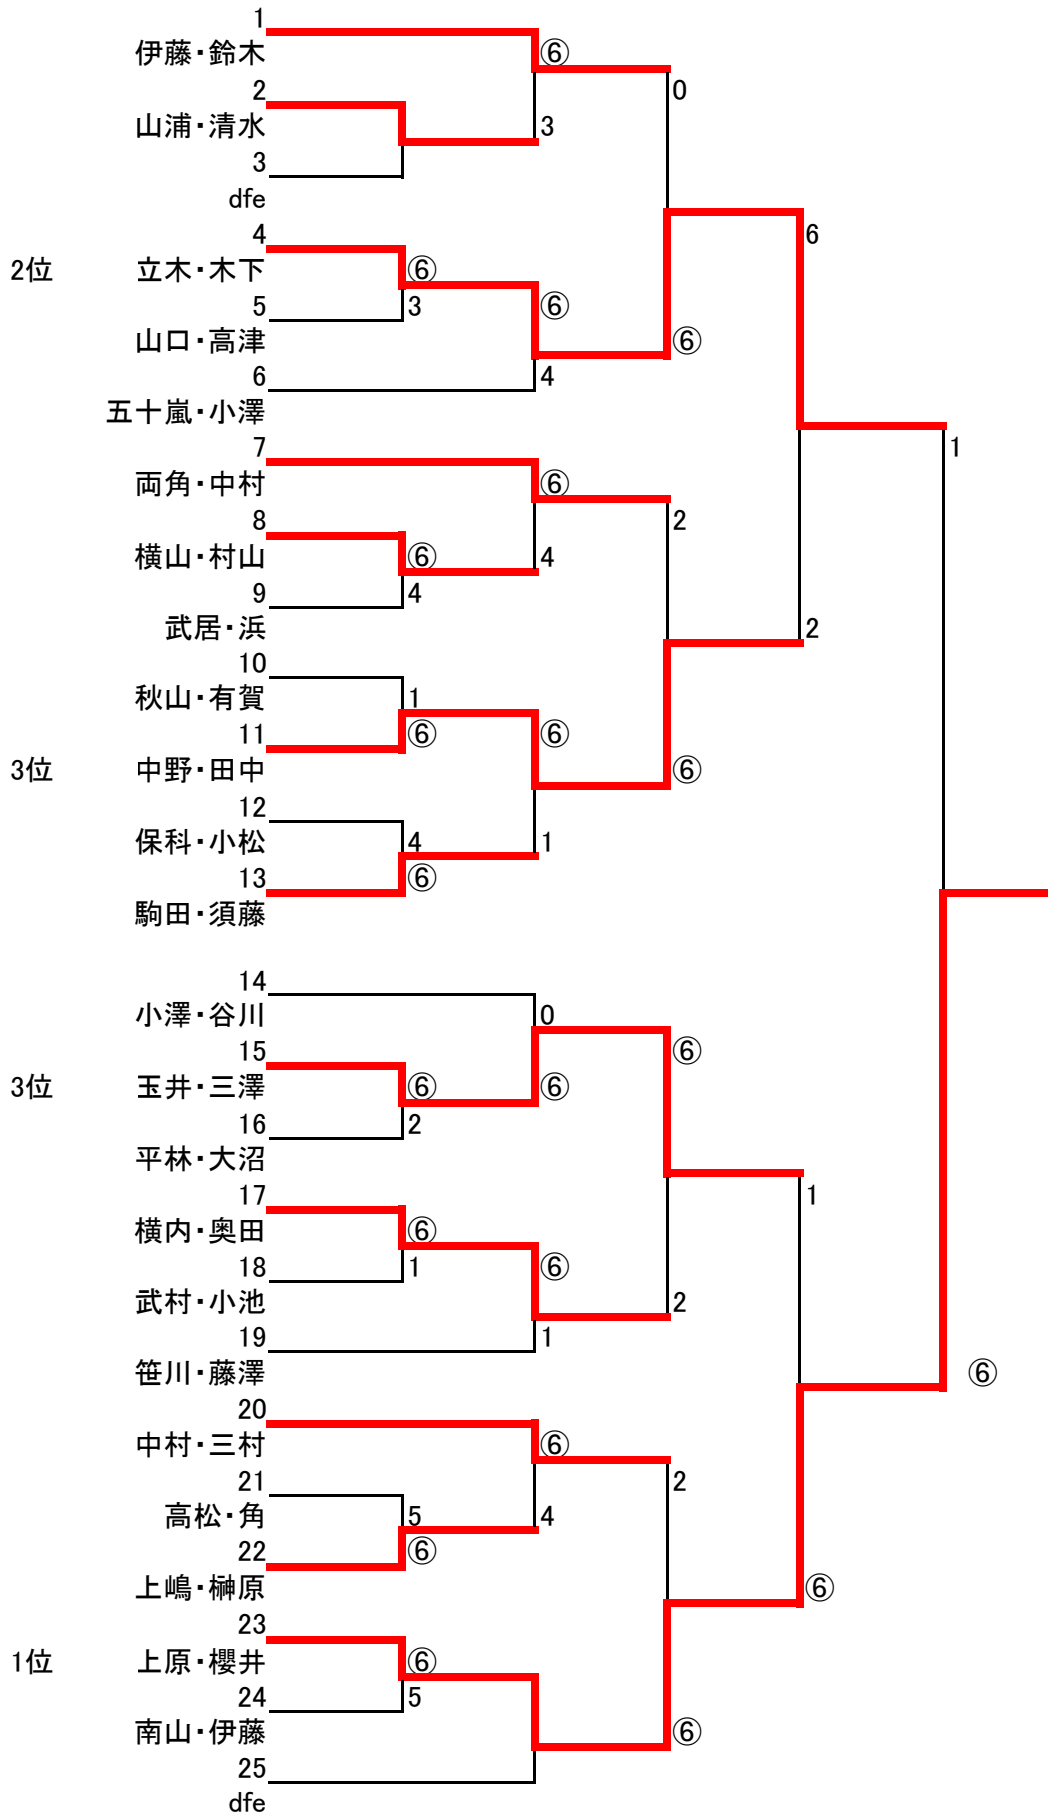 1
伊藤・鈴木
⑥
2
0
山浦・清水
3
3
dfe
4
6
2位 立木・木下
⑥
5
3
⑥
山口・高津
⑥
6
4
五十嵐・小澤
7
1
両角・中村
⑥
8
2
横山・村山
⑥
4
9
4
武居・浜
2
10
秋山・有賀
1
11
⑥
⑥
3位 中野・田中
⑥
12
保科・小松
4
1
13
⑥
駒田・須藤
14
小澤・谷川
0
15
⑥
3位 玉井・三澤
⑥
⑥
16
2
平林・大沼
17
1
横内・奥田
⑥
18
1
⑥
武村・小池
2
19
1
笹川・藤澤
⑥
20
中村・三村
⑥
21
2
高松・角
5
4
22
⑥
上嶋・榊原
⑥
23
1位 上原・櫻井
⑥
24
5
南山・伊藤
⑥
25
dfe